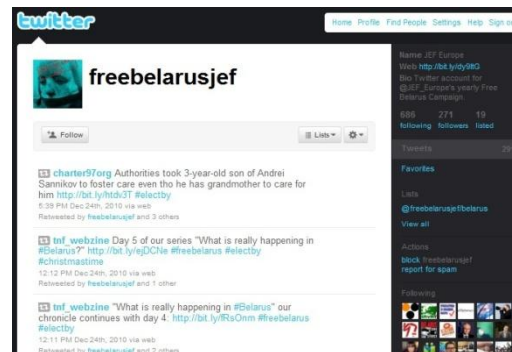 twitter
Home Profile Find People Settings Help Sign ou
freebelarusjef
Follow
Lists
charter97org Authorities took 3-year-old son of Andrei
Sannikov to foster care even tho he has grandmother to care for
him http://bit.ly/htdv3T #electby
5:39 PM Dec 24th, 2010 via web
Retweeted by freebelarusjef and 3 others
tnf_webzine Day 5 of our series "What is really happening in
#Belarus?" http://bit.ly/ejDCNe #freebelarus #electby
#christmastime
12:12 PM Dec 24th, 2010 via web
Retweeted by freebelarusjef and 1 other
tnf_webzine "What is really happening in #Belarus" our
chronicle continues with day 4: http://bit.ly/fRsOnm #freebelarus
#electby
12:11 PM Dec 24th, 2010 via web
Retweeted by freebelarusjef and 2 others
Name JEF Europe
Web http://bit.ly/dy98G
Bio Twitter account for
@JEF_Europe's yearly Free
Belarus Campaign.
686 271 19
following followers listed
Tweets
Favorites
Lists
@freebelarusjef/belarus
View all
Actions
block freebelarusjef
report for spam
Following